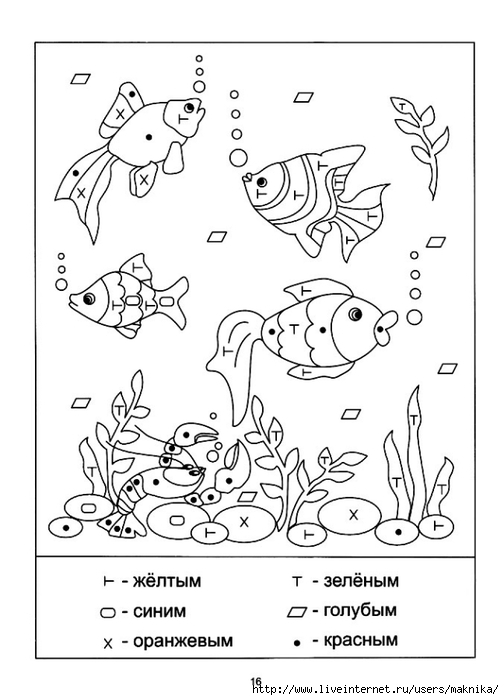 ⊢ - жёлтым
т - зелёным
- синим
- голубым
х - оранжевым
• - красным
16
http://www.liveinternet.ru/users/maknika/